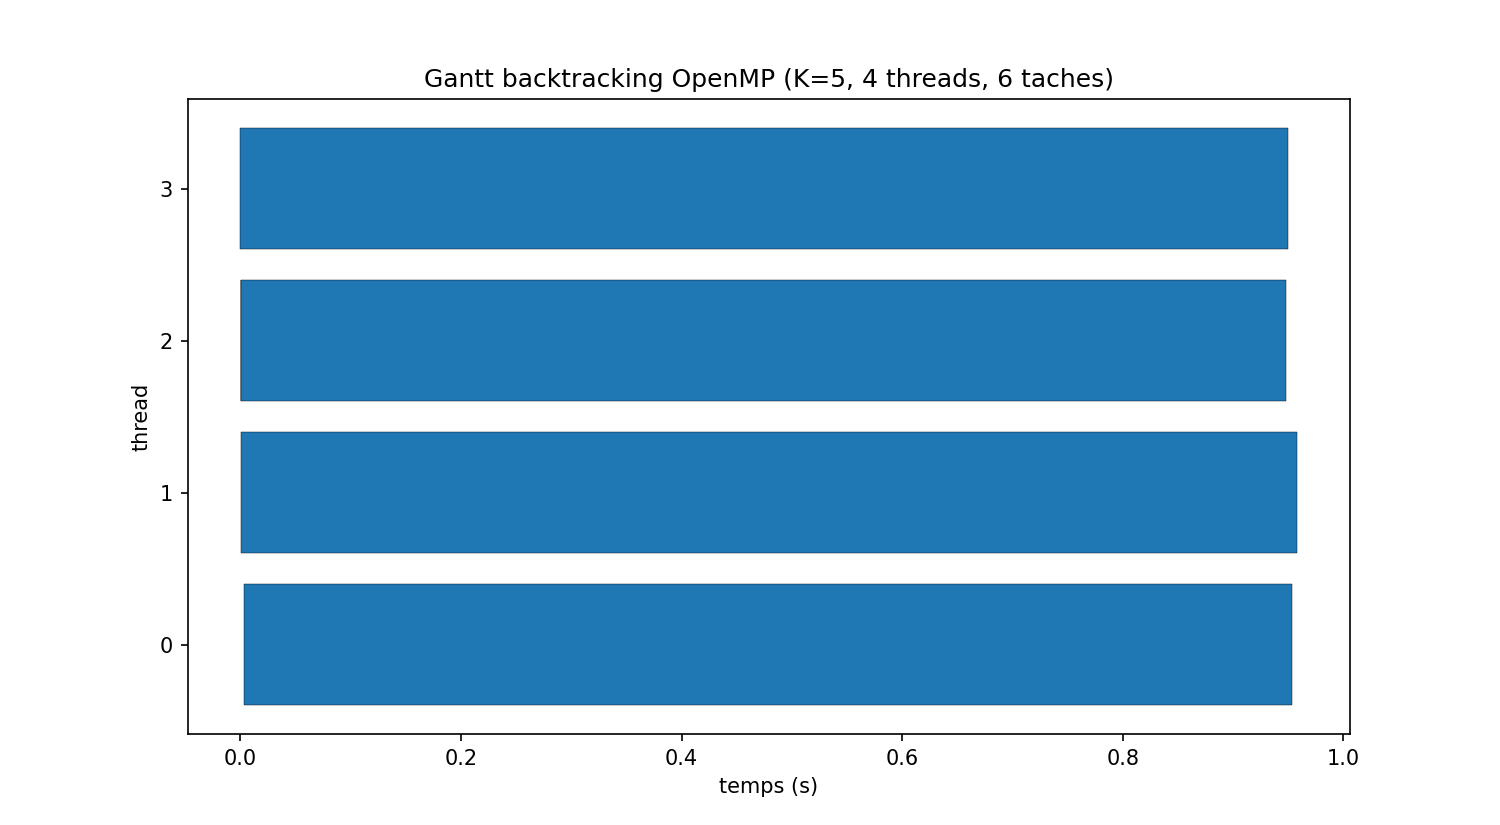 Gantt backtracking OpenMP (K=5, 4 threads, 6 taches)
3
2
1
0
thread
0.0 0.2 0.4 0.6 0.8 1.0
temps (s)